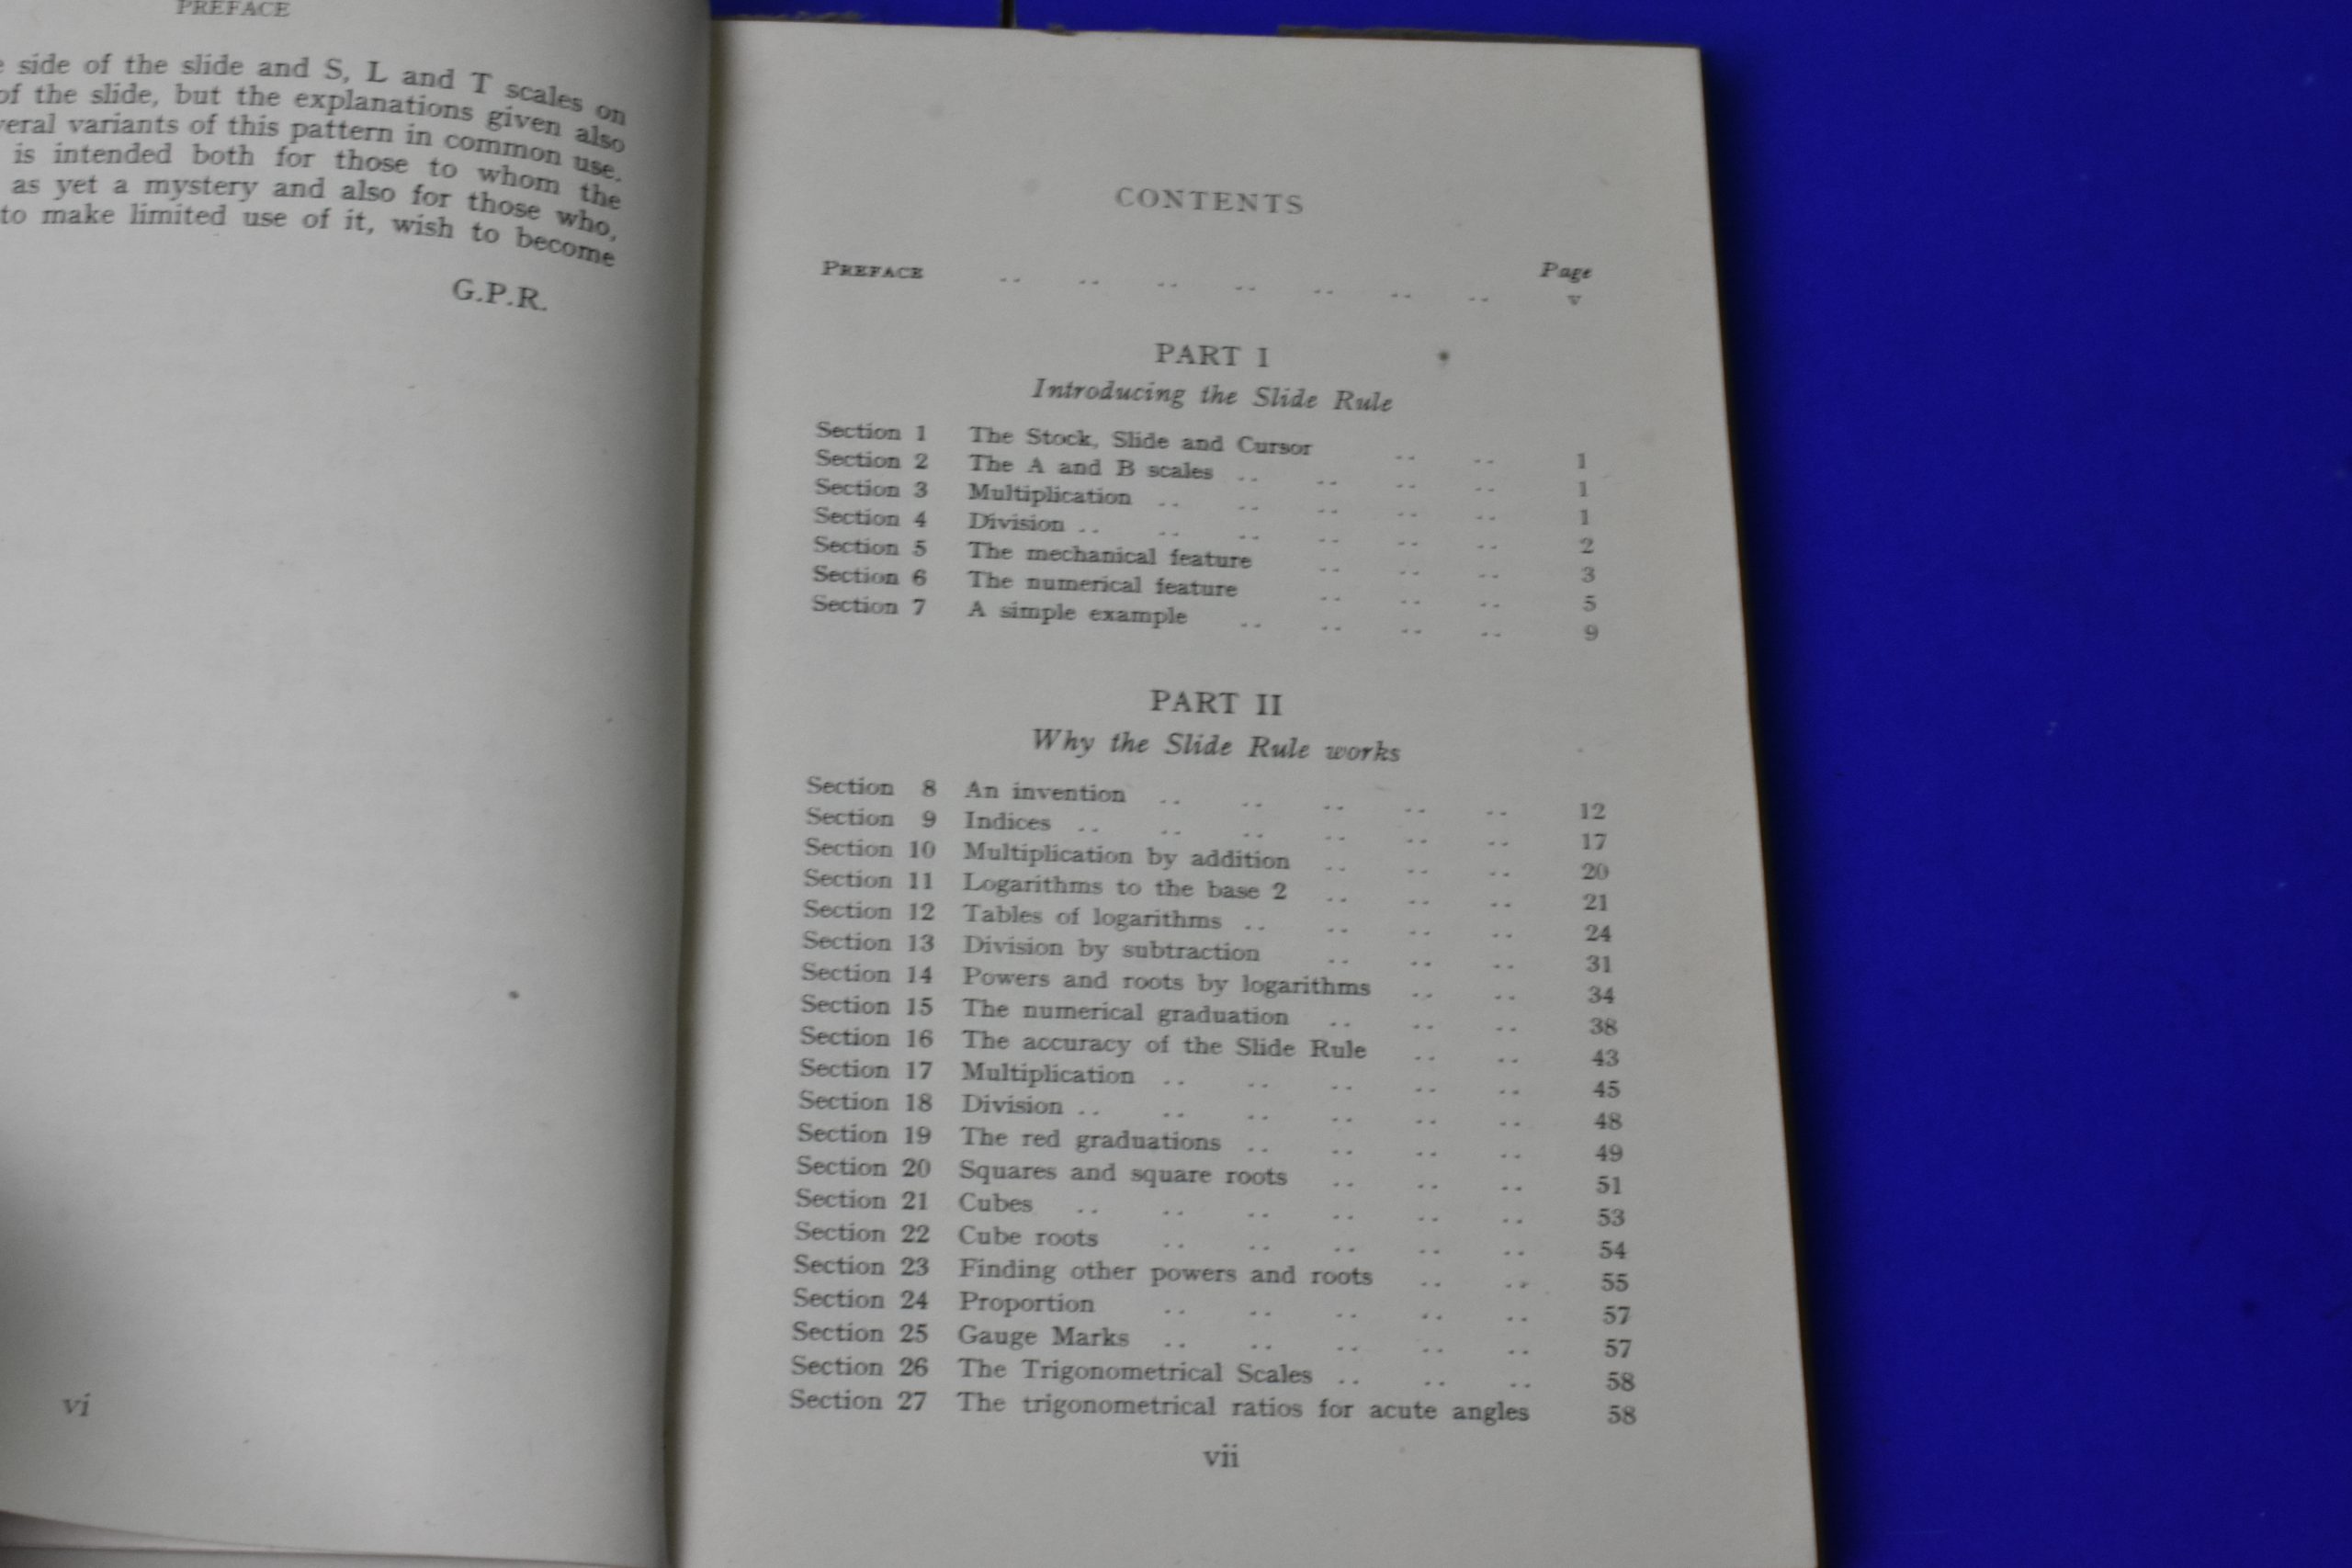 PREFACE
side of the slide and S, L and T scales on
of the slide, but the explanations given also
variants of this pattern in common use.
is intended both for those to whom the
as yet a mystery and also for those who,
to make limited use of it, wish to become
G.P.R.
vi
CONTENTS
Page
PREFACE .. .. .. .. .. .. .. v
PART I
Introducing the Slide Rule
Section 1 The Stock, Slide and Cursor .. .. 1
Section 2 The A and B scales .. .. .. .. 1
Section 3 Multiplication .. .. .. .. .. 1
Section 4 Division .. .. .. .. .. .. 2
Section 5 The mechanical feature .. .. .. 3
Section 6 The numerical feature .. .. .. 5
Section 7 A simple example .. .. .. .. 9
PART II
Why the Slide Rule works
Section 8 An invention .. .. .. .. .. 12
Section 9 Indices .. .. .. .. .. .. 17
Section 10 Multiplication by addition .. .. .. 20
Section 11 Logarithms to the base 2 .. .. .. 21
Section 12 Tables of logarithms .. .. .. .. 24
Section 13 Division by subtraction .. .. .. 31
Section 14 Powers and roots by logarithms .. .. 34
Section 15 The numerical graduation .. .. .. 38
Section 16 The accuracy of the Slide Rule .. .. 43
Section 17 Multiplication .. .. .. .. .. 45
Section 18 Division .. .. .. .. .. .. 48
Section 19 The red graduations .. .. .. .. 49
Section 20 Squares and square roots .. .. .. 51
Section 21 Cubes .. .. .. .. .. .. 53
Section 22 Cube roots .. .. .. .. .. 54
Section 23 Finding other powers and roots .. .. 55
Section 24 Proportion .. .. .. .. .. 57
Section 25 Gauge Marks .. .. .. .. .. 57
Section 26 The Trigonometrical Scales .. .. .. 58
Section 27 The trigonometrical ratios for acute angles 58
vii